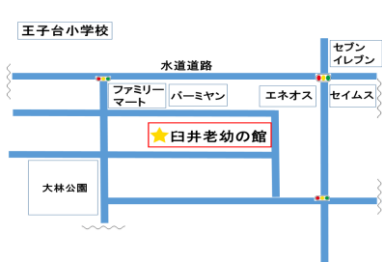 王子台小学校
セブン
イレブン
水道道路
ファミリー
マート
バーミヤン
エネオス
セイムス
臼井老幼の館
大林公園